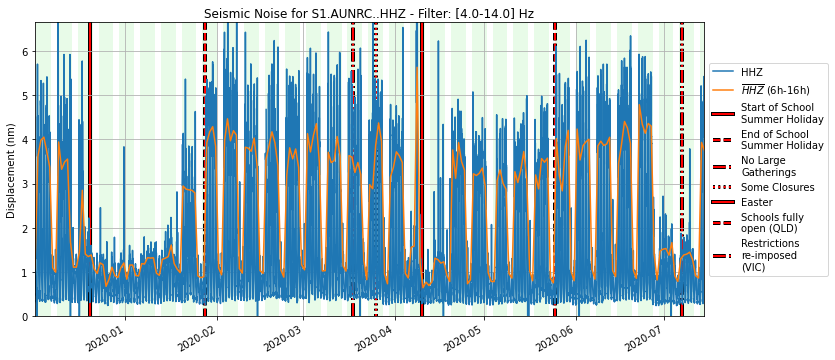 Seismic Noise for S1.AUNRC..HHZ - Filter: [4.0-14.0] Hz
Displacement (nm)
6
5
4
3
2
1
0
2020-01
2020-02
2020-03
2020-04
2020-05
2020-06
2020-07
HHZ
HHZ (6h-16h)
Start of School
Summer Holiday
End of School
Summer Holiday
No Large
Gatherings
Some Closures
Easter
Schools fully
open (QLD)
Restrictions
re-imposed
(VIC)